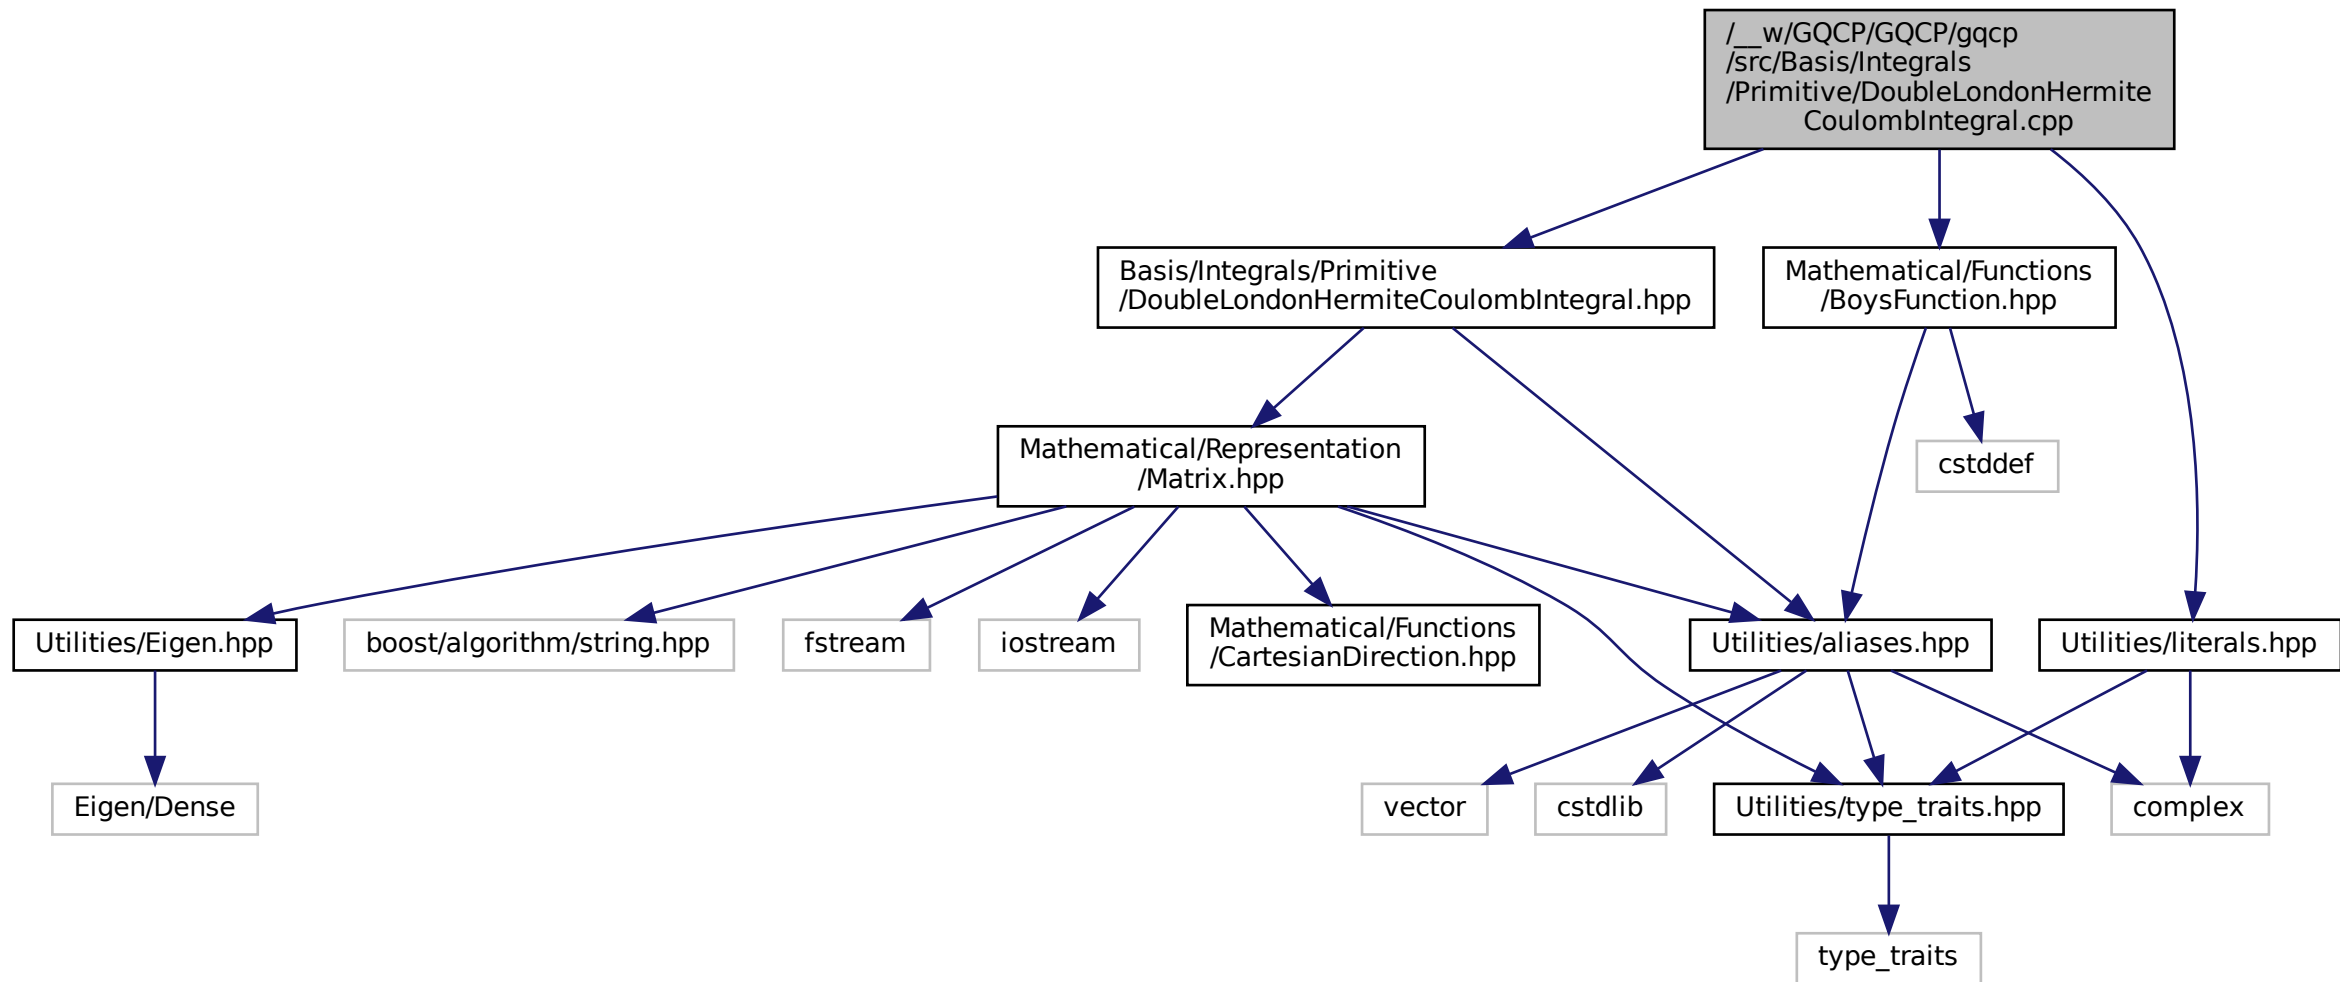 /__w/GQCP/GQCP/gqcp
/src/Basis/Integrals
/Primitive/DoubleLondonHermite
CoulombIntegral.cpp
Basis/Integrals/Primitive
/DoubleLondonHermiteCoulombIntegral.hpp
Mathematical/Functions
/BoysFunction.hpp
Mathematical/Representation
/Matrix.hpp
cstddef
Utilities/Eigen.hpp
boost/algorithm/string.hpp
fstream
iostream
Mathematical/Functions
/CartesianDirection.hpp
Utilities/aliases.hpp
Utilities/literals.hpp
Eigen/Dense
vector
cstdlib
Utilities/type_traits.hpp
complex
type_traits